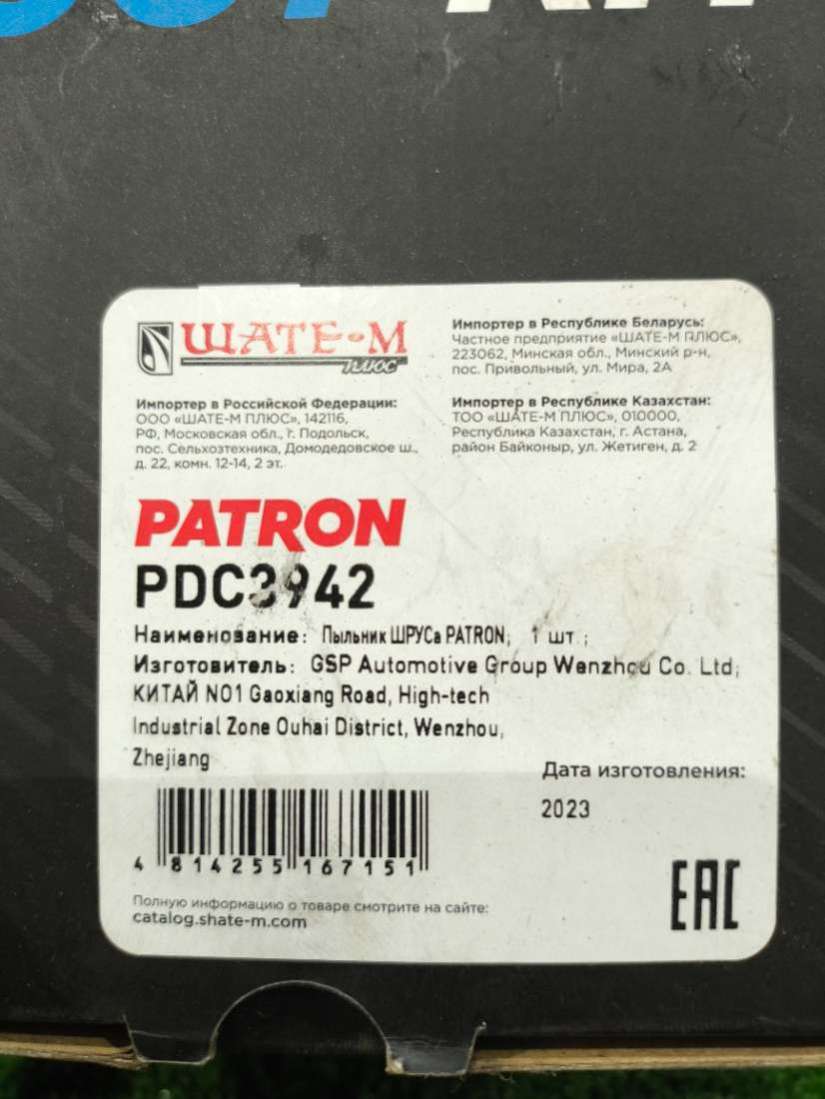 ШАТЕ-М
ПЛЮС
Импортер в Российской Федерации:
ООО «ШАТЕ-М ПЛЮС», 142116,
РФ, Московская обл., г. Подольск,
пос. Сельхозтехника, Домодедовское ш.,
д. 22, комн. 12-14, 2 эт.
Импортер в Республике Беларусь:
Частное предприятие «ШАТЕ-М ПЛЮС»,
223062, Минская обл., Минский р-н,
пос. Привольный, ул. Мира, 2А
Импортер в Республике Казахстан:
ТОО «ШАТЕ-М ПЛЮС», 010000,
Республика Казахстан, г. Астана,
район Байконыр, ул. Жетиген, д. 2
PATRON
PDC3942
Наименование: Пыльник ШРУСа PATRON; 1 шт.;
Изготовитель: GSP Automotive Group Wenzhou Co. Ltd;
КИТАЙ NO1 Gaoxiang Road, High-tech
Industrial Zone Ouhai District, Wenzhou,
Zhejiang
Дата изготовления:
2023
4 814255 167151
EAC
Полную информацию о товаре смотрите на сайте:
catalog.shate-m.com